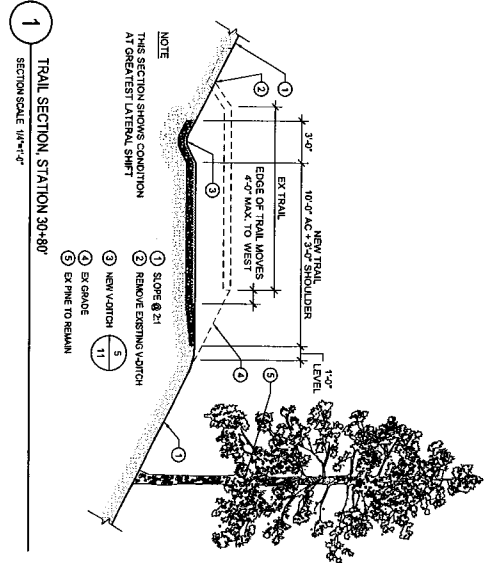 3'-0"
NEW TRAIL
10'-0" AC + 3'-0" SHOULDER
1'-0"
LEVEL
EX TRAIL
EDGE OF TRAIL MOVES
4'-0" MAX. TO
WEST
1
2
3
4
5
1
NOTE
THIS SECTION SHOWS CONDITION
AT GREATEST LATERAL SHIFT
1 SLOPE @ 2:1
2 REMOVE EXISTING V-DITCH
3 NEW V-DITCH
5
11
4 EX GRADE
5 EX PINE TO REMAIN
1
TRAIL SECTION, STATION 30+80'
SECTION SCALE 1/4"=1'-0"